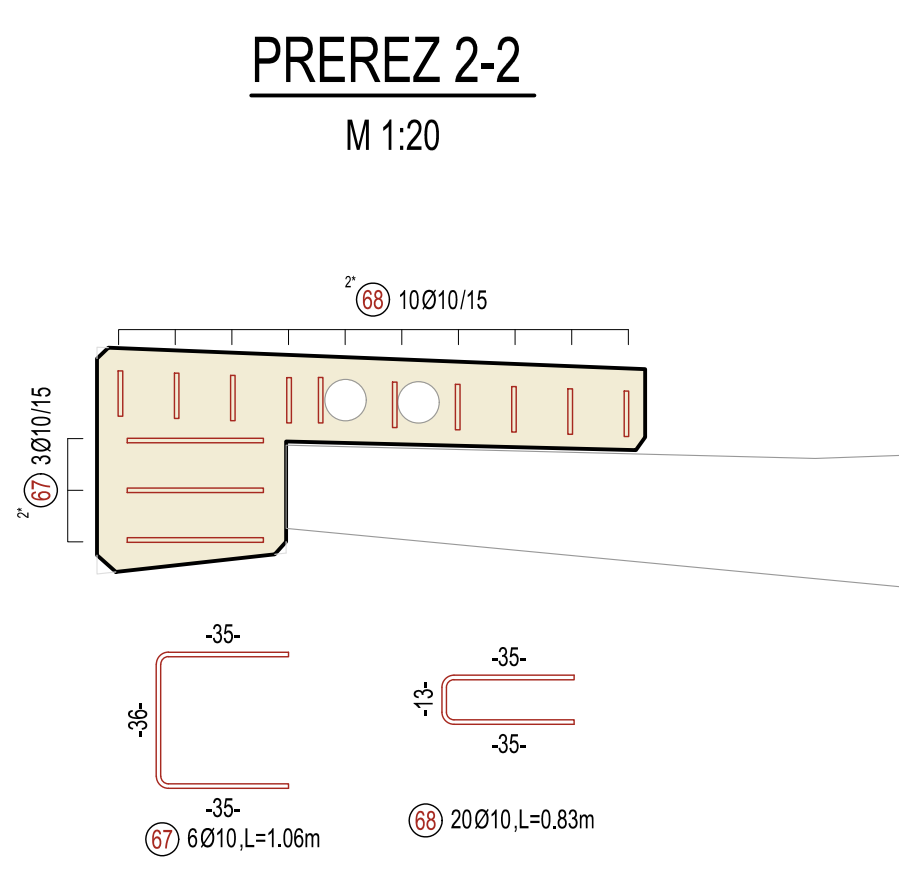 PREREZ 2-2
M 1:20
2* 68 10Ø10/15
2* 67 3Ø10/15
-35-
-36-
-35-
67 6Ø10,L=1.06m
-35-
-13-
-35-
68 20Ø10,L=0.83m